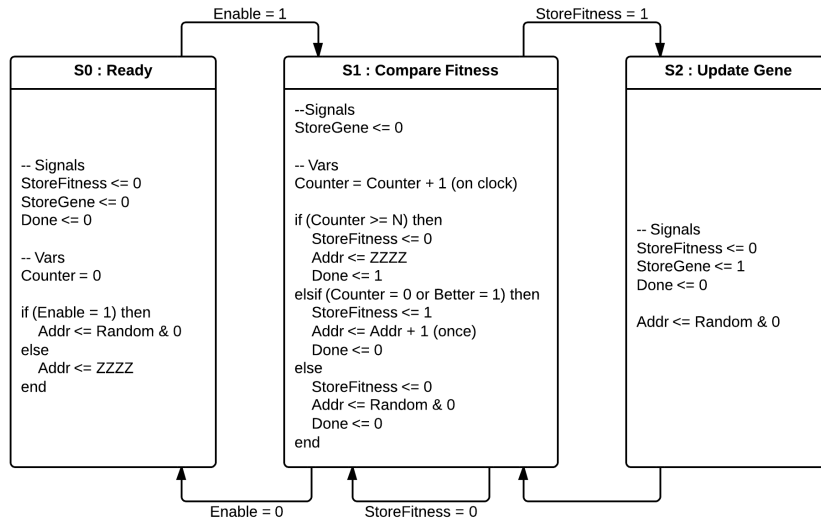 Enable = 1
StoreFitness = 1
S0 : Ready
-- Signals
StoreFitness <= 0
StoreGene <= 0
Done <= 0
-- Vars
Counter = 0
if (Enable = 1) then
Addr <= Random & 0
else
Addr <= ZZZZ
end
S1 : Compare Fitness
--Signals
StoreGene <= 0
-- Vars
Counter = Counter + 1 (on clock)
if (Counter >= N) then
StoreFitness <= 0
Addr <= ZZZZ
Done <= 1
elsif (Counter = 0 or Better = 1) then
StoreFitness <= 1
Addr <= Addr + 1 (once)
Done <= 0
else
StoreFitness <= 0
Addr <= Random & 0
Done <= 0
end
S2 : Update Gene
-- Signals
StoreFitness <= 0
StoreGene <= 1
Done <= 0
Addr <= Random & 0
Enable = 0
StoreFitness = 0